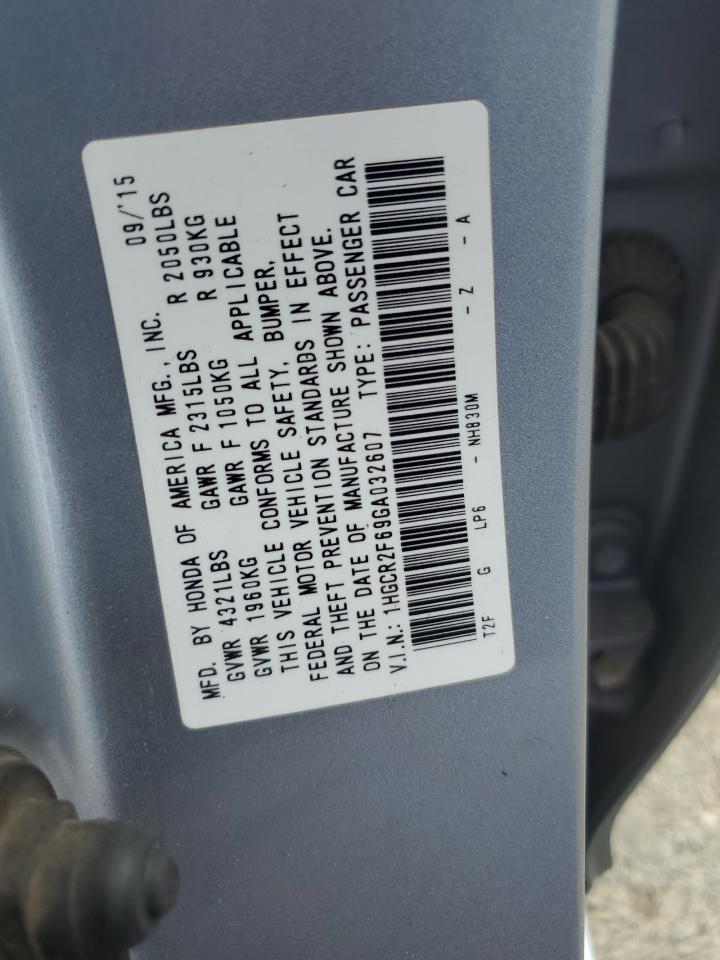 MFD. BY HONDA OF AMERICA MFG., INC. 09/'15
GVWR 4321LBS GAWR F 2315LBS R 2050LBS
GVWR 1960KG GAWR F 1050KG R 930KG
THIS VEHICLE CONFORMS TO ALL APPLICABLE
FEDERAL MOTOR VEHICLE SAFETY, BUMPER,
AND THEFT PREVENTION STANDARDS IN EFFECT
ON THE DATE OF MANUFACTURE SHOWN ABOVE.
V.I.N.: 1HGCR2F69GA032607 TYPE: PASSENGER CAR
T2F G LP6 - NH830M - Z - A